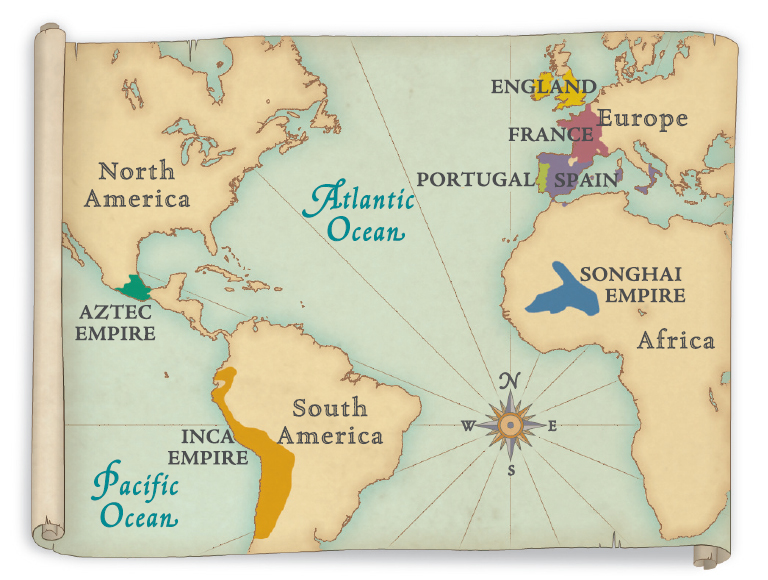 ENGLAND
Europe
FRANCE
North
America
PORTUGAL
SPAIN
Atlantic
Ocean
SONGHAI
EMPIRE
AZTEC
EMPIRE
Africa
N
South
America
W
E
INCA
EMPIRE
S
Pacific
Ocean